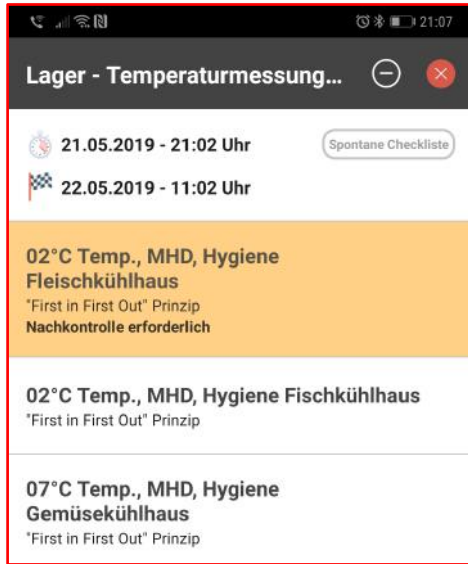 21:07
Lager - Temperaturmessung...
21.05.2019 - 21:02 Uhr
Spontane Checkliste
22.05.2019 - 11:02 Uhr
02°C Temp., MHD, Hygiene
Fleischkühlhaus
"First in First Out" Prinzip
Nachkontrolle erforderlich
02°C Temp., MHD, Hygiene Fischkühlhaus
"First in First Out" Prinzip
07°C Temp., MHD, Hygiene
Gemüsekühlhaus
"First in First Out" Prinzip